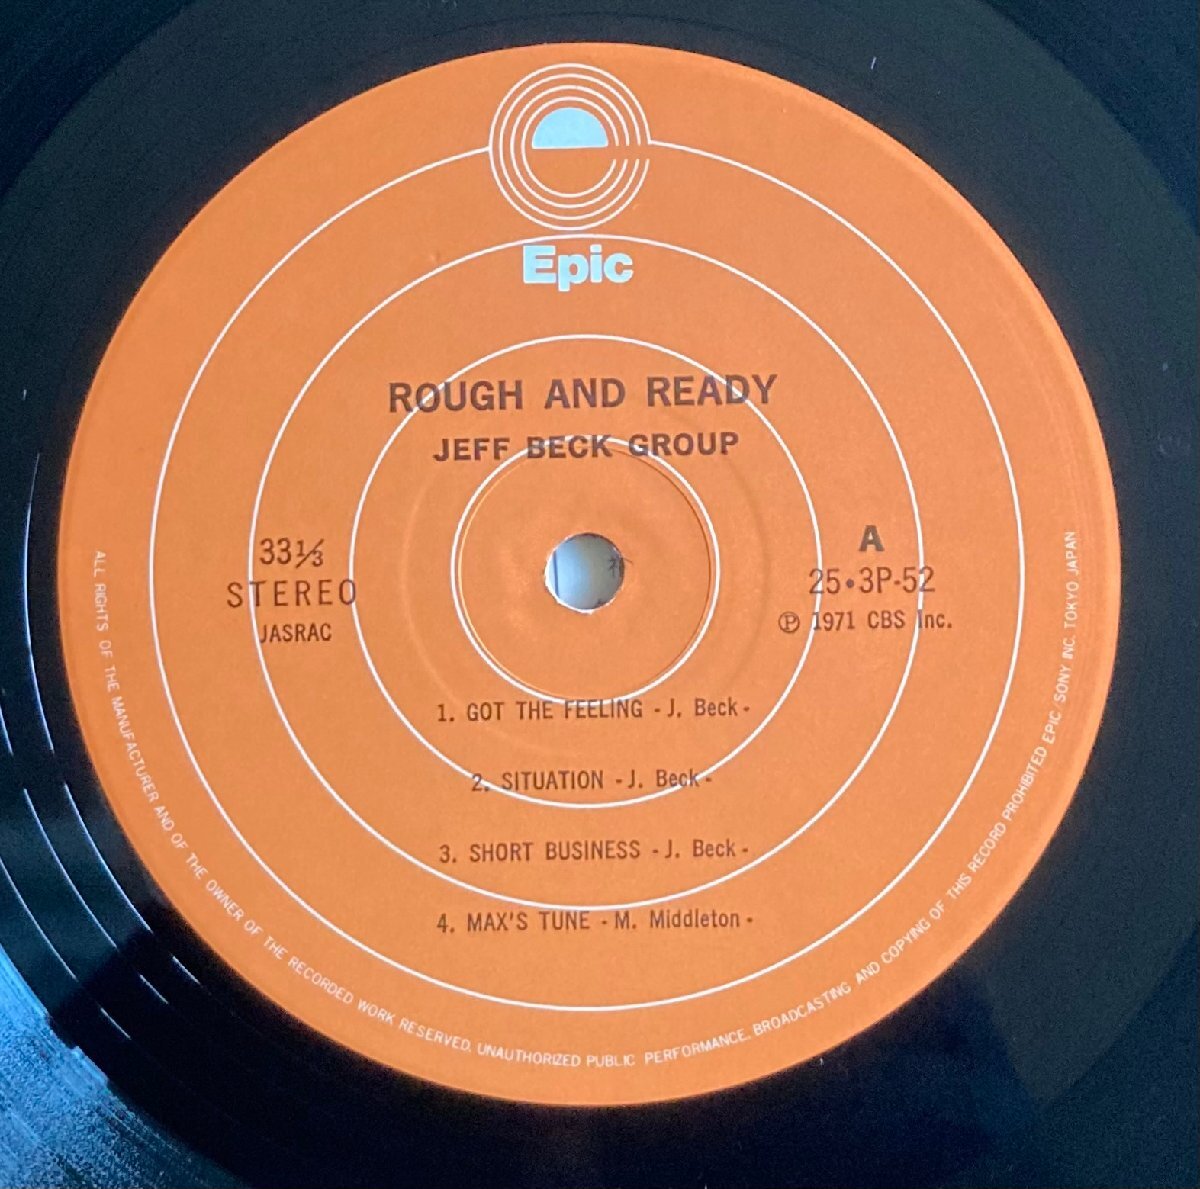 Epic
ROUGH AND READY
JEFF BECK GROUP
33⅓
STEREO
JASRAC
A
25•3P-52
℗ 1971 CBS Inc.
1. GOT THE FEELING - J. Beck -
2. SITUATION - J. Beck -
3. SHORT BUSINESS - J. Beck -
4. MAX'S TUNE - M. Middleton -
ALL RIGHTS OF THE MANUFACTURER AND OF THE OWNER OF THE RECORDED WORK RESERVED. UNAUTHORIZED PUBLIC PERFORMANCE, BROADCASTING AND COPYING OF THIS RECORD PROHIBITED EPIC SONY INC. TOKYO JAPAN